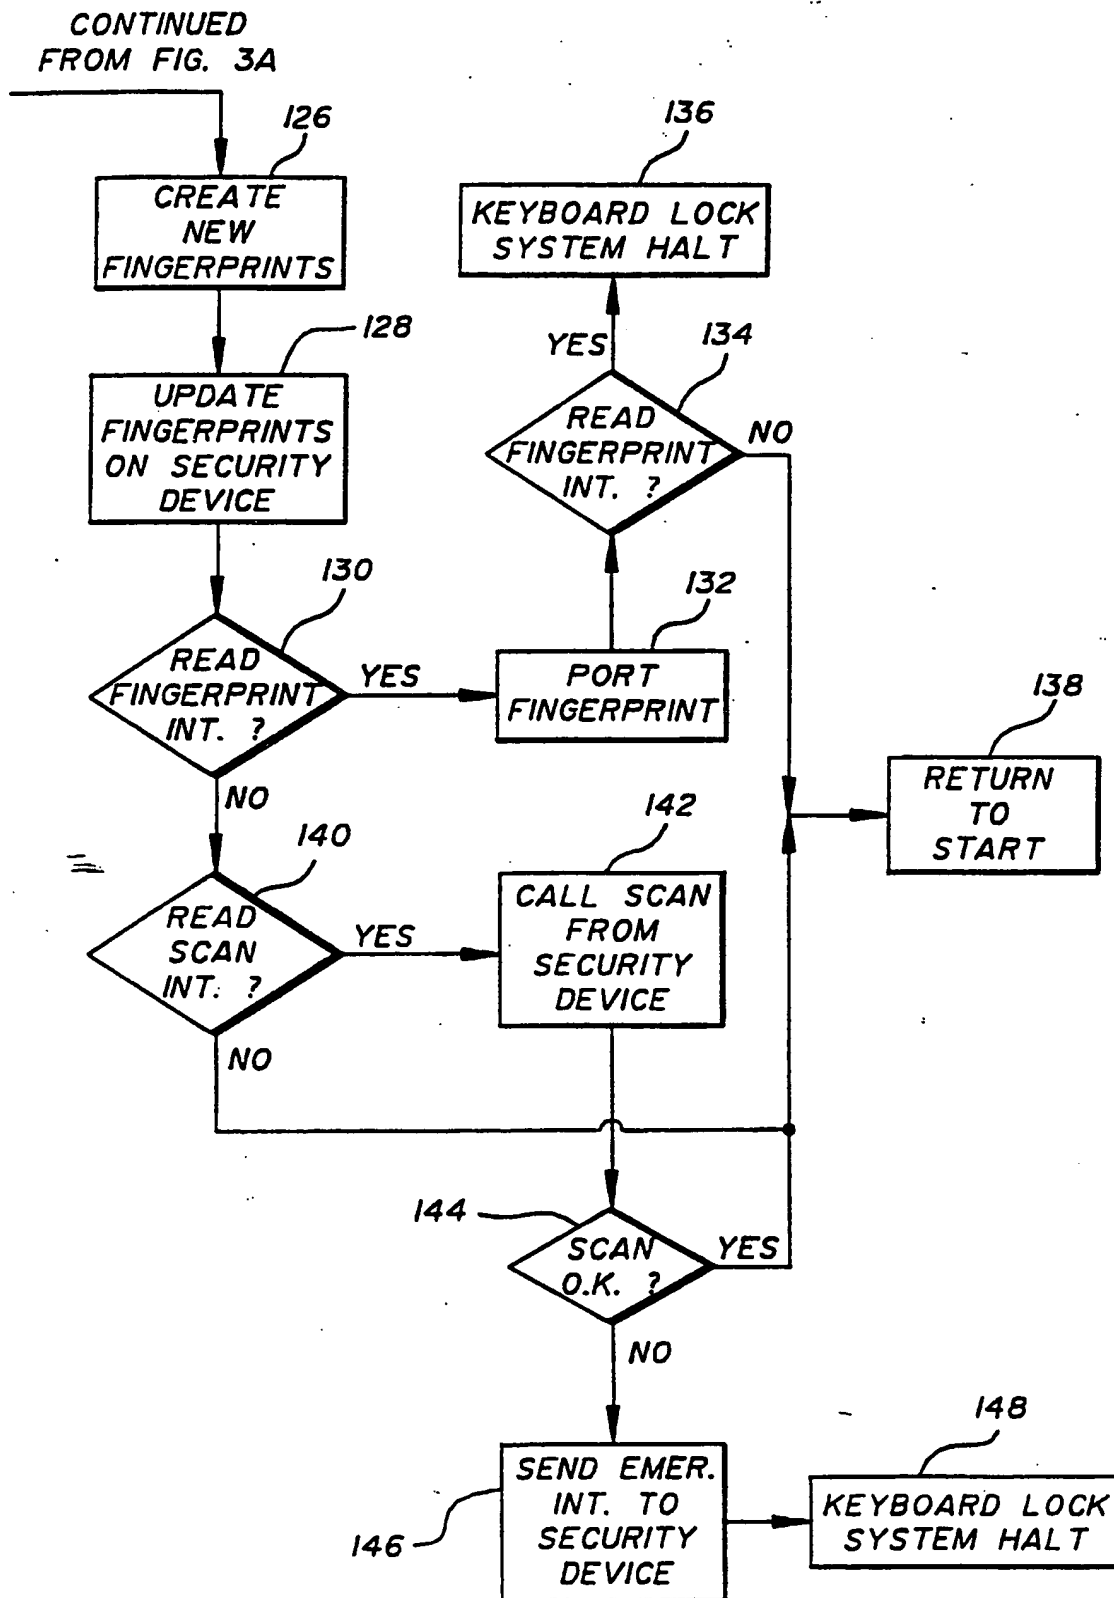 CONTINUED
FROM FIG. 3A
126
CREATE
NEW
FINGERPRINTS
136
KEYBOARD LOCK
SYSTEM HALT
128
UPDATE
FINGERPRINTS
ON SECURITY
DEVICE
YES
134
READ
FINGERPRINT
INT. ?
NO
130
READ
FINGERPRINT
INT. ?
YES
132
PORT
FINGERPRINT
138
RETURN
TO
START
NO
140
READ
SCAN
INT. ?
YES
142
CALL SCAN
FROM
SECURITY
DEVICE
NO
144
SCAN
O.K. ?
YES
NO
146
SEND EMER.
INT. TO
SECURITY
DEVICE
148
KEYBOARD LOCK
SYSTEM HALT